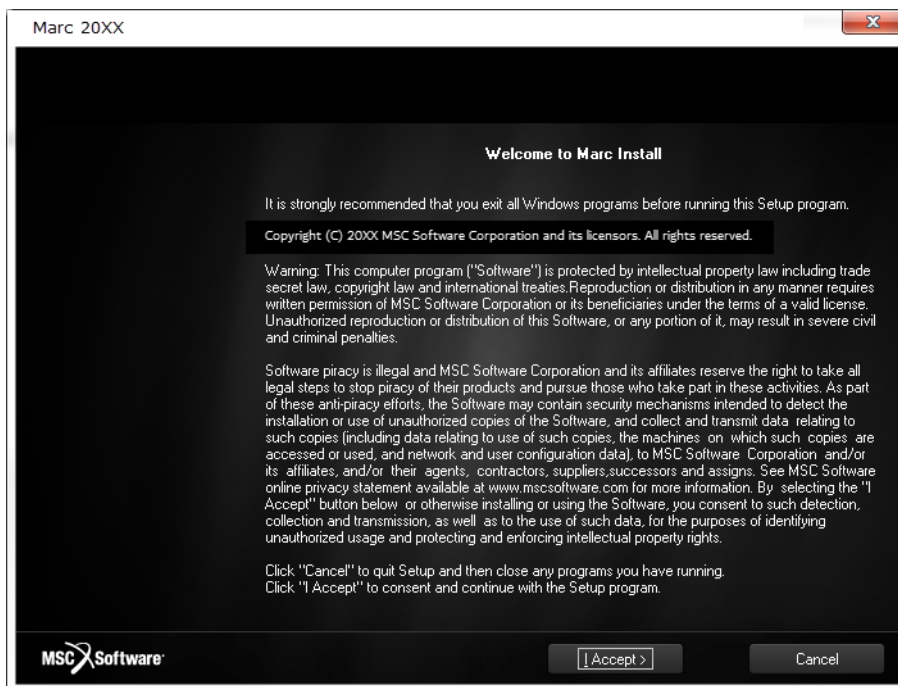 Marc 20XX
Welcome to Marc Install
It is strongly recommended that you exit all Windows programs before running this Setup program.
Copyright (C) 20XX MSC Software Corporation and its licensors. All rights reserved.
Warning: This computer program ("Software") is protected by intellectual property law including trade
secret law, copyright law and international treaties.Reproduction or distribution in any manner requires
written permission of MSC Software Corporation or its beneficiaries under the terms of a valid license.
Unauthorized reproduction or distribution of this Software, or any portion of it, may result in severe civil
and criminal penalties.
Software piracy is illegal and MSC Software Corporation and its affiliates reserve the right to take all
legal steps to stop piracy of their products and pursue those who take part in these activities. As part
of these anti-piracy efforts, the Software may contain security mechanisms intended to detect the
installation or use of unauthorized copies of the Software, and collect and transmit data relating to
such copies (including data relating to use of such copies, the machines on which such copies are
accessed or used, and network and user configuration data), to MSC Software Corporation and/or
its affiliates, and/or their agents, contractors, suppliers,successors and assigns. See MSC Software
online privacy statement available at www.mscsoftware.com for more information. By selecting the "I
Accept" button below or otherwise installing or using the Software, you consent to such detection,
collection and transmission, as well as to the use of such data, for the purposes of identifying
unauthorized usage and protecting and enforcing intellectual property rights.
Click "Cancel" to quit Setup and then close any programs you have running.
Click "I Accept" to consent and continue with the Setup program.
MSC Software
I Accept >
Cancel